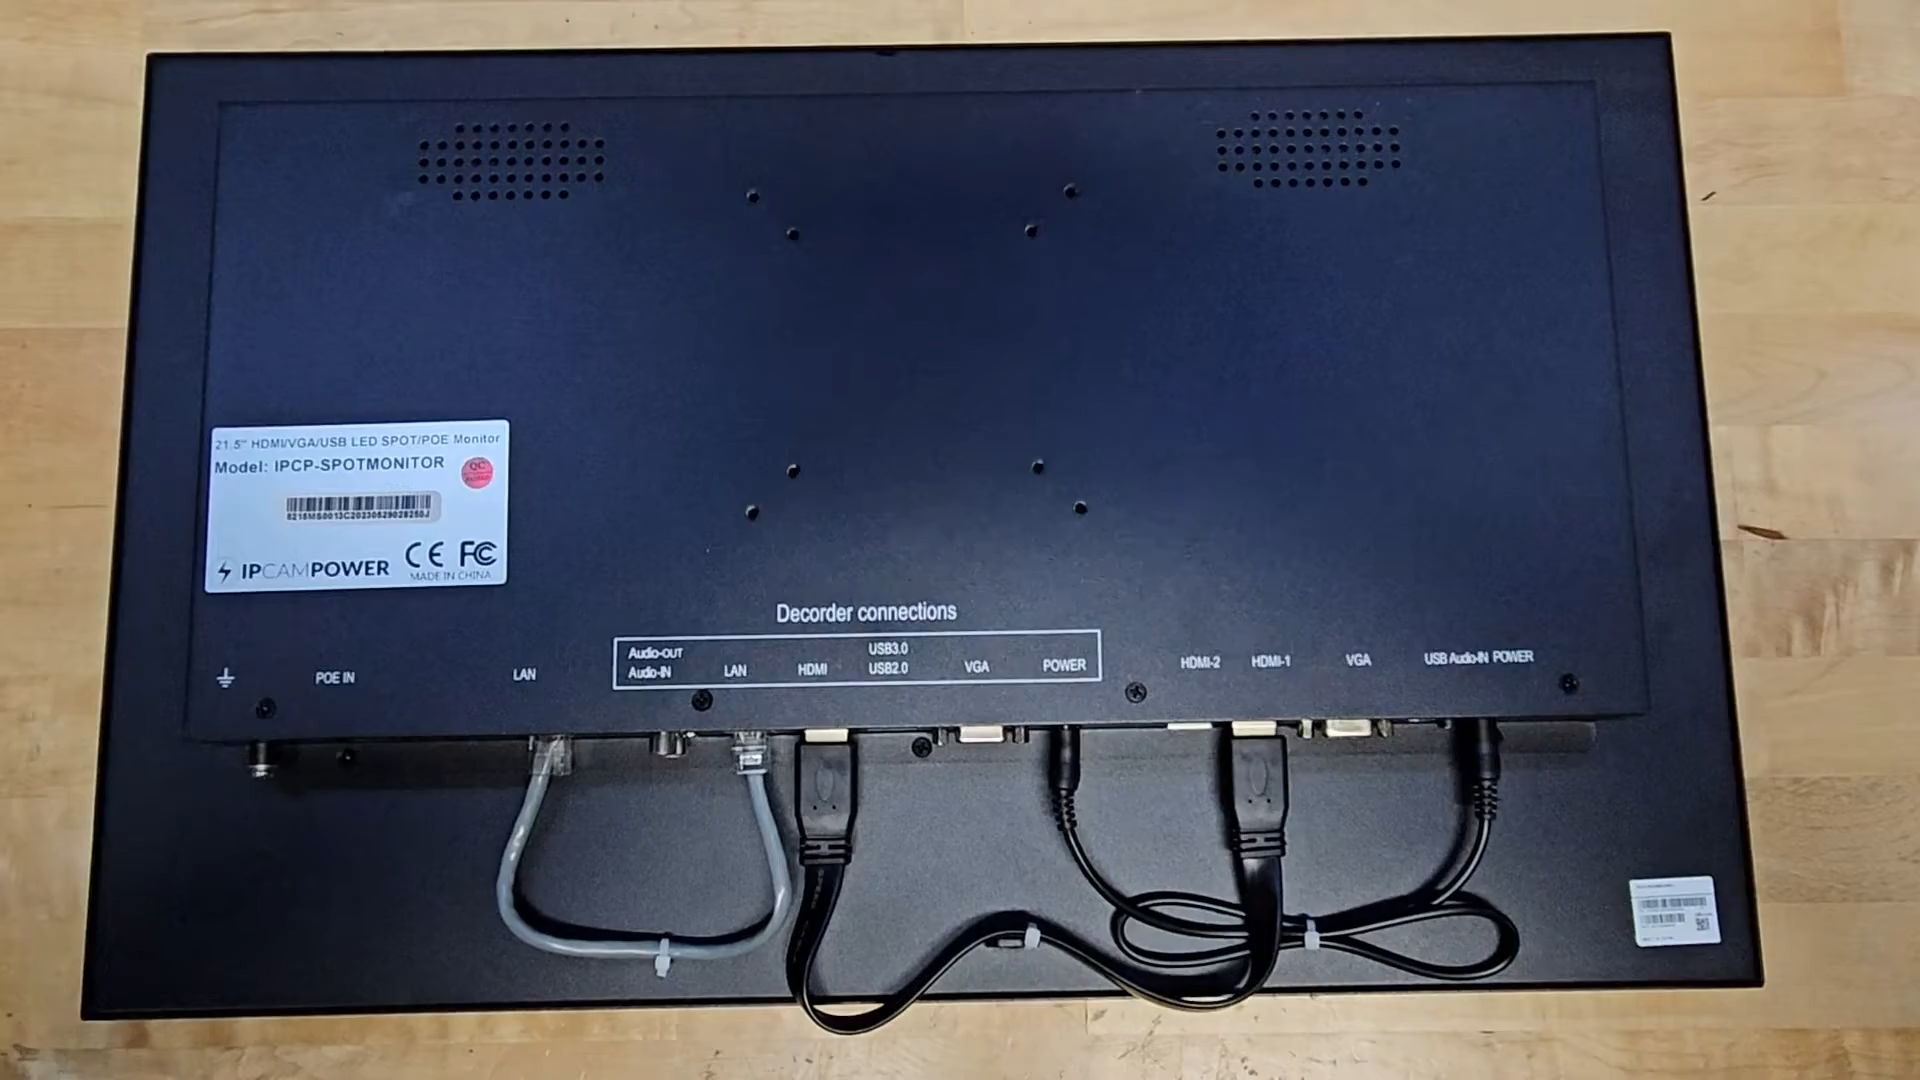 21.5" HDMI/VGA/USB LED SPOT/POE Monitor
Model: IPCP-SPOTMONITOR
QC
IPCAMPOWER
CE FC
MADE IN CHINA
Decorder connections
Audio-OUT
USB3.0
POE IN
LAN
Audio-IN
LAN
HDMI
USB2.0
VGA
POWER
HDMI-2
HDMI-1
VGA
USB Audio-IN POWER